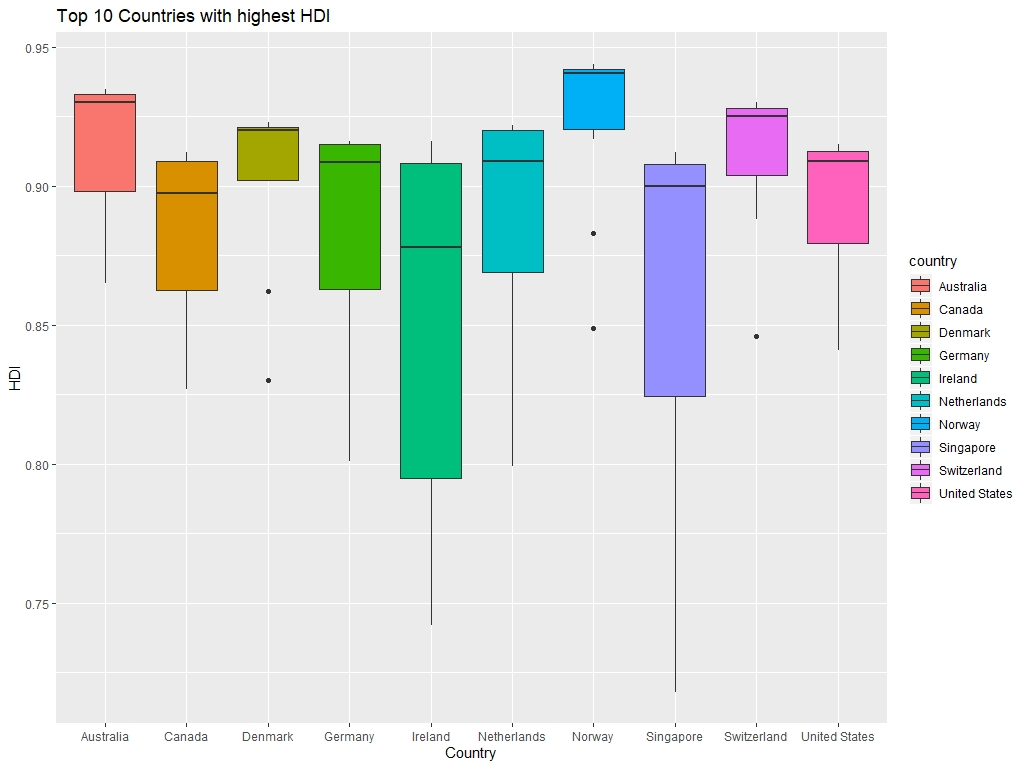 Top 10 Countries with highest HDI
0.95
0.90
0.85
0.80
0.75
HDI
Australia Canada Denmark Germany Ireland Netherlands Norway Singapore Switzerland United States
Country
country
Australia
Canada
Denmark
Germany
Ireland
Netherlands
Norway
Singapore
Switzerland
United States